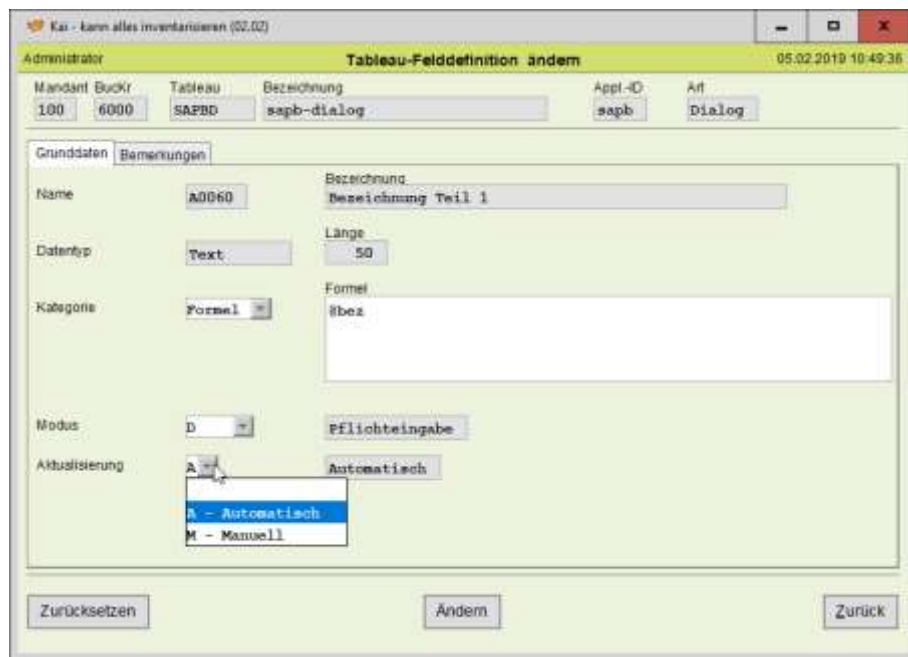 Kai - kann alles inventarisieren (02.02)
Administrator Tableau-Felddefinition ändern 05.02.2019 10:49:36
Mandant BucKr Tableau Bezeichnung Appl.-ID Art
100 6000 SAPBD sapb-dialog sapb Dialog
Grunddaten Bemerkungen
Bezeichnung
Name A0060 Bezeichnung Teil 1
Länge
Datentyp Text 50
Formel
Kategorie Formel @bez
Modus D Pflichteingabe
Aktualisierung A Automatisch
A - Automatisch
M - Manuell
Zurücksetzen Ändern Zurück